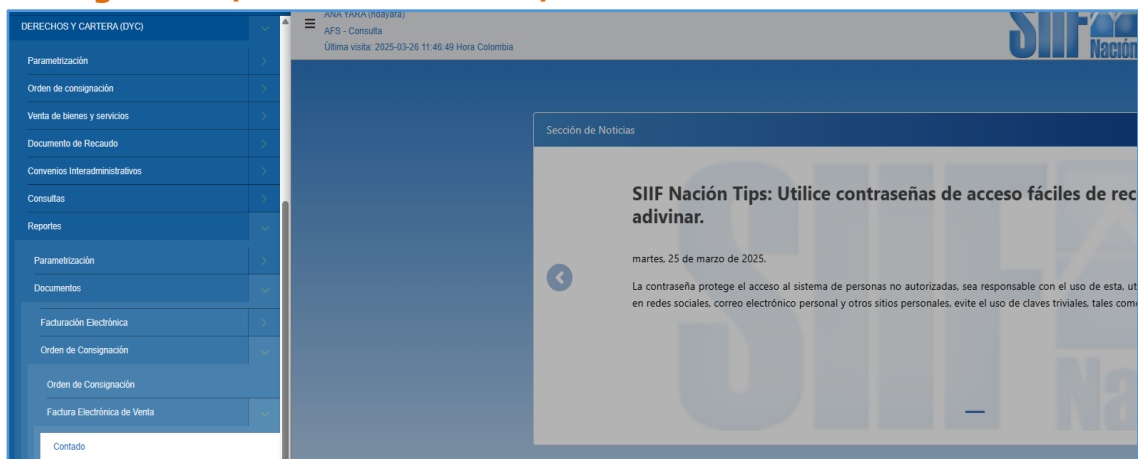 DERECHOS Y CARTERA (DYC)
Parametrización
Orden de consignación
Venta de bienes y servicios
Documento de Recaudo
Convenios Interadministrativos
Consultas
Reportes
Parametrización
Documentos
Facturación Electrónica
Orden de Consignación
Orden de Consignación
Factura Electrónica de Venta
Contado
ANA YARA (ndayara)
AFS - Consulta
Última visita: 2025-03-26 11:46:49 Hora Colombia
SIIF
Nación
Sección de Noticias
SIIF Nación Tips: Utilice contraseñas de acceso fáciles de rec
adivinar.
martes, 25 de marzo de 2025.
La contraseña protege el acceso al sistema de personas no autorizadas, sea responsable con el uso de esta, ut
en redes sociales, correo electrónico personal y otros sitios personales, evite el uso de claves triviales, tales com